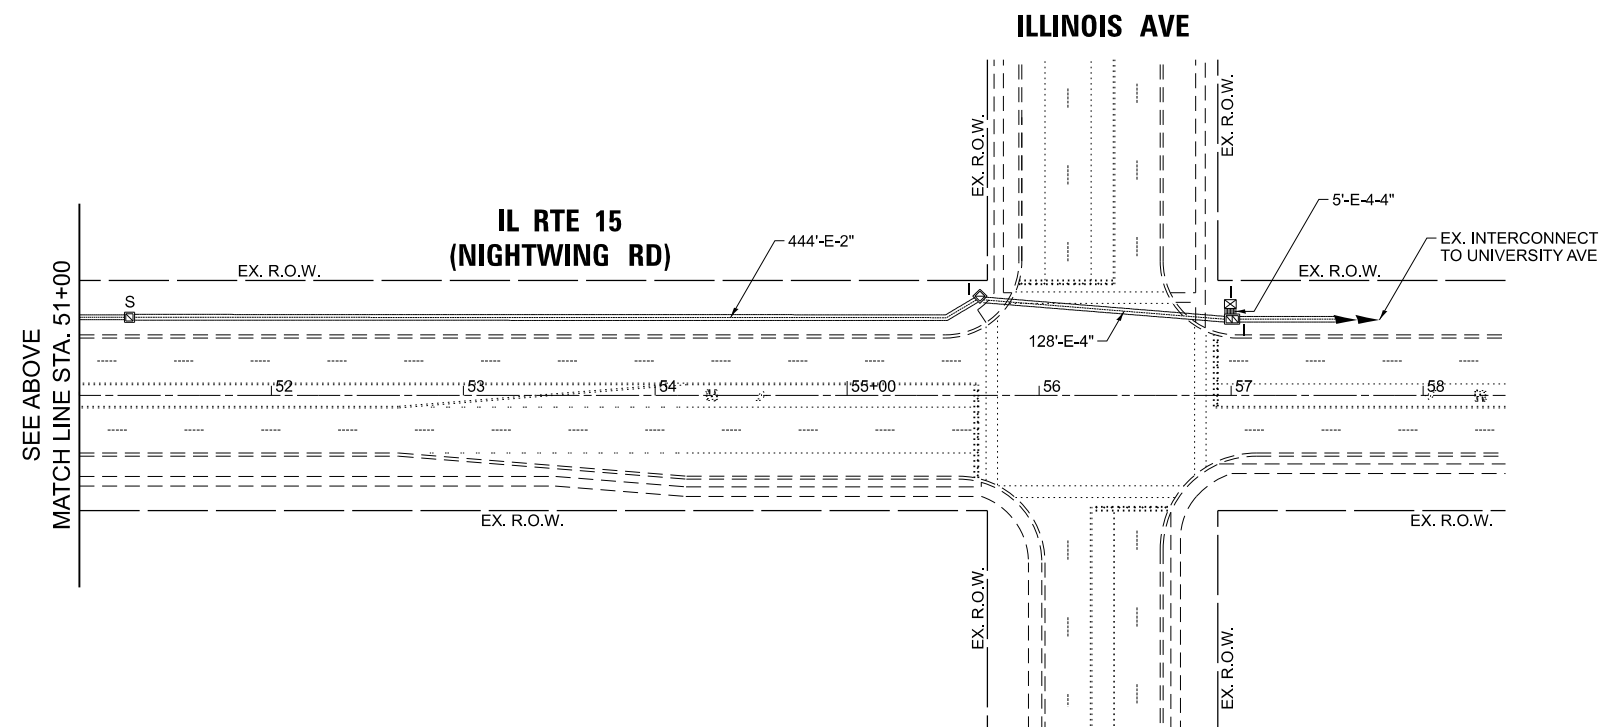 ILLINOIS AVE
EX. R.O.W.
EX. R.O.W.
5'-E-4-4"
IL RTE 15
(NIGHTWING RD)
444'-E-2"
EX. INTERCONNECT
TO UNIVERSITY AVE
EX. R.O.W.
EX. R.O.W.
S
I
I
I
128'-E-4"
SEE ABOVE
MATCH LINE STA. 51+00
52
53
54
55+00
56
57
58
EX. R.O.W.
EX. R.O.W.
EX. R.O.W.
EX. R.O.W.